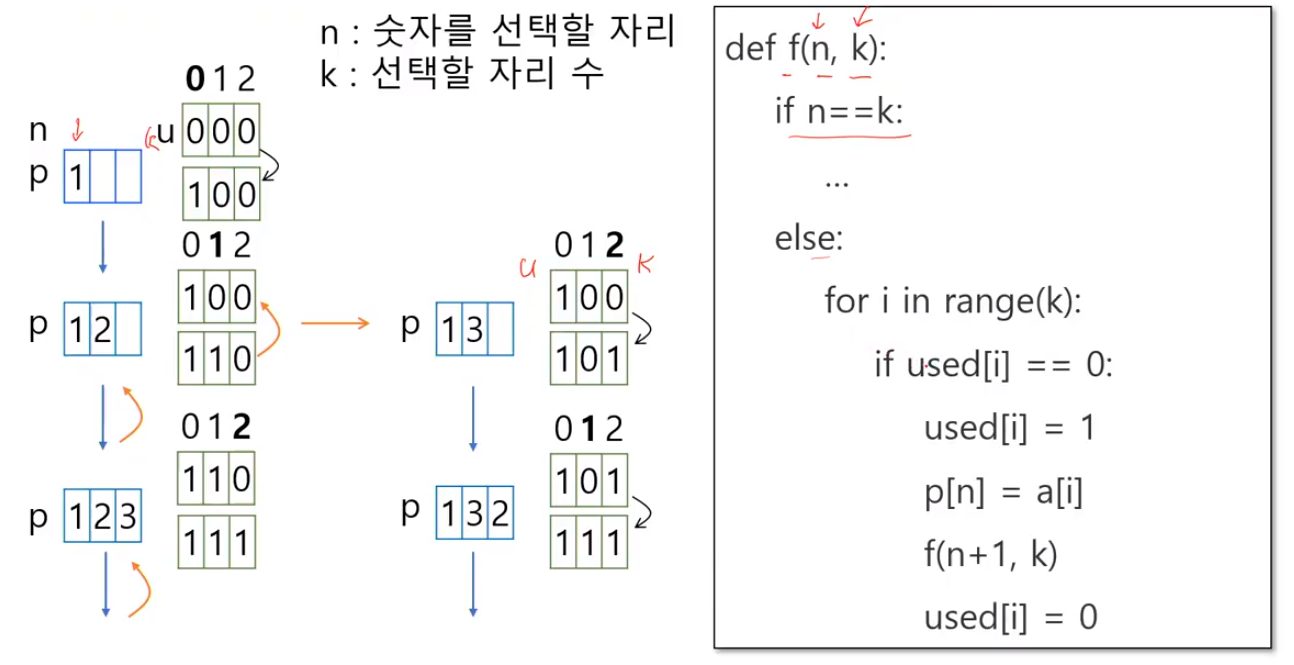 n : 숫자를 선택할 자리
k : 선택할 자리 수
0 1 2
n
u 0 0 0
p 1
1 0 0
0 1 2
p 1 2
1 0 0
1 1 0
0 1 2
p 1 2 3
1 1 0
1 1 1
0 1 2
u
k
p 1 3
1 0 0
1 0 1
0 1 2
p 1 3 2
1 0 1
1 1 1
def f(n, k):
if n==k:
...
else:
for i in range(k):
if used[i] == 0:
used[i] = 1
p[n] = a[i]
f(n+1, k)
used[i] = 0